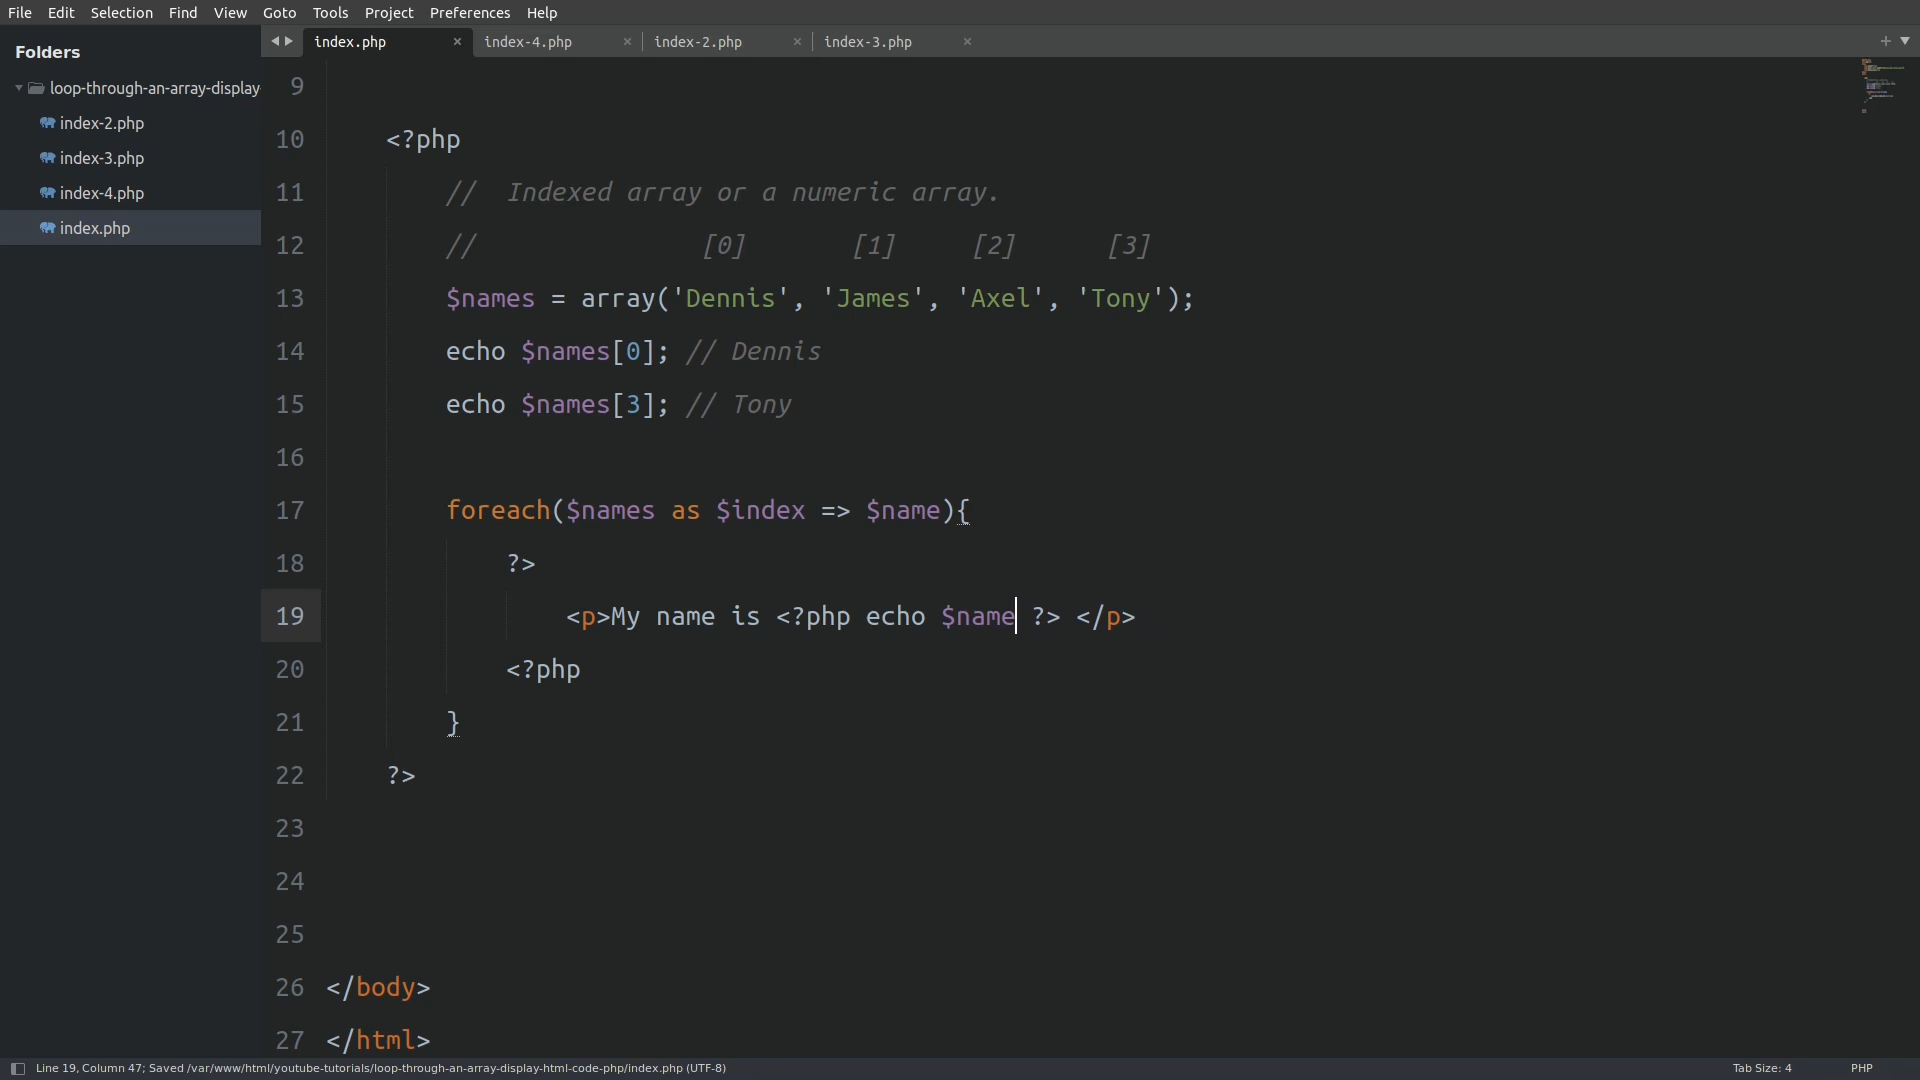 File Edit Selection Find View Goto Tools Project Preferences Help
Folders
loop-through-an-array-display
index-2.php
index-3.php
index-4.php
index.php
index.php × index-4.php × index-2.php × index-3.php ×
9
10 <?php
11 // Indexed array or a numeric array.
12 // [0] [1] [2] [3]
13 $names = array('Dennis', 'James', 'Axel', 'Tony');
14 echo $names[0]; // Dennis
15 echo $names[3]; // Tony
16
17 foreach($names as $index => $name){
18 ?>
19 <p>My name is <?php echo $name ?> </p>
20 <?php
21 }
22 ?>
23
24
25
26 </body>
27 </html>
Line 19, Column 47; Saved /var/www/html/youtube-tutorials/loop-through-an-array-display-html-code-php/index.php (UTF-8) Tab Size: 4 PHP